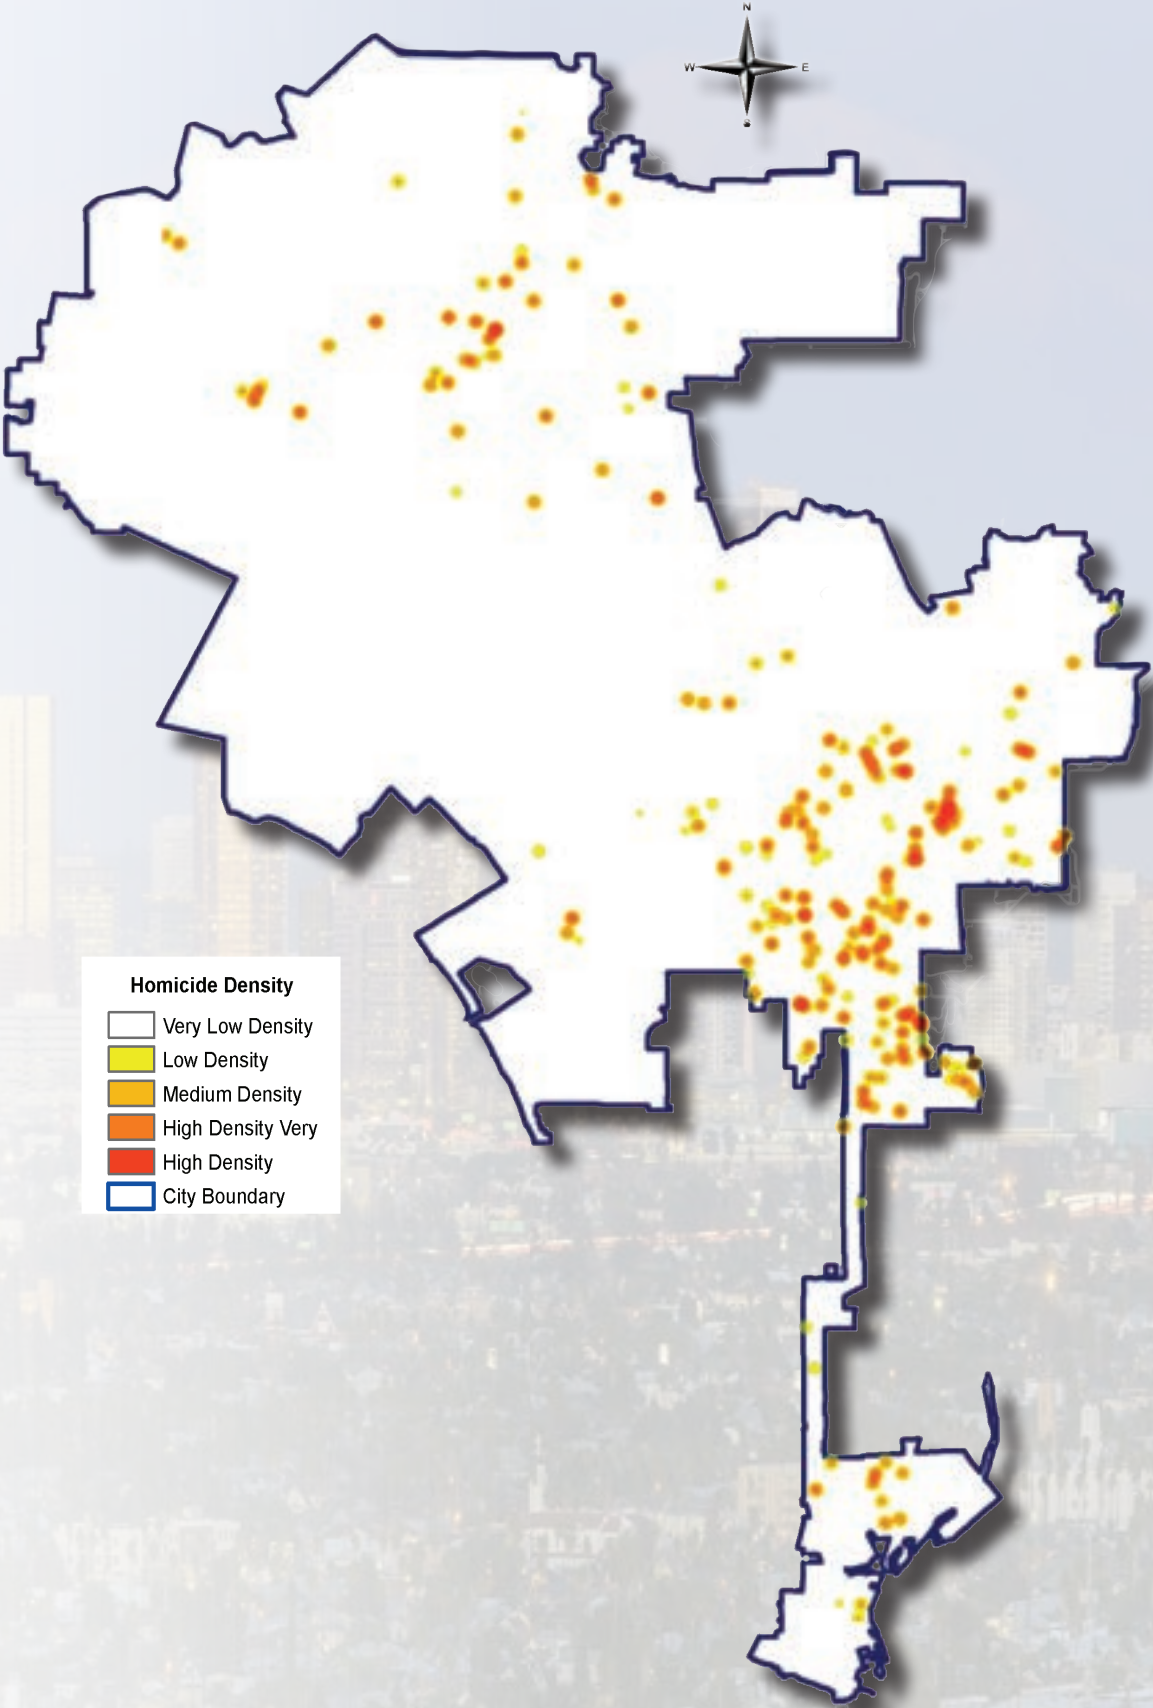 N
W E
S
Homicide Density
Very Low Density
Low Density
Medium Density
High Density Very
High Density
City Boundary